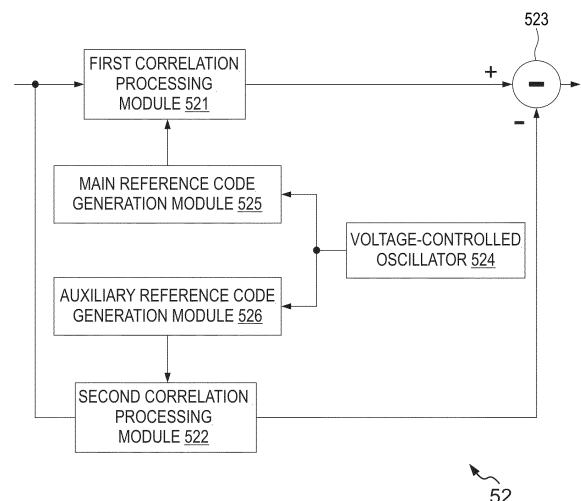 523
FIRST CORRELATION
PROCESSING
MODULE 521
+
-
-
MAIN REFERENCE CODE
GENERATION MODULE 525
VOLTAGE-CONTROLLED
OSCILLATOR 524
AUXILIARY REFERENCE CODE
GENERATION MODULE 526
SECOND CORRELATION
PROCESSING
MODULE 522
52